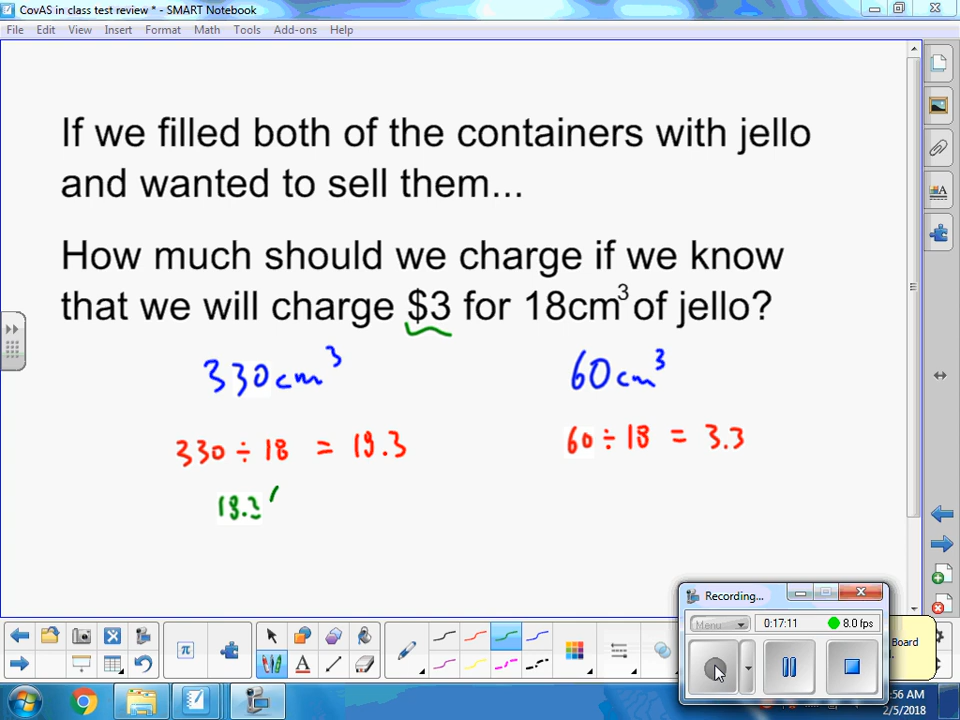 CovAS in class test review * - SMART Notebook
File Edit View Insert Format Math Tools Add-ons Help
If we filled both of the containers with jello
and wanted to sell them...
How much should we charge if we know
that we will charge $3 for 18cm³ of jello?
330cm³ 60cm³
330 ÷ 18 = 18.3 60 ÷ 18 = 3.3
18.3
Recording...
Menu 0:17:11 8.0 fps
Board
:56 AM
2/5/2018